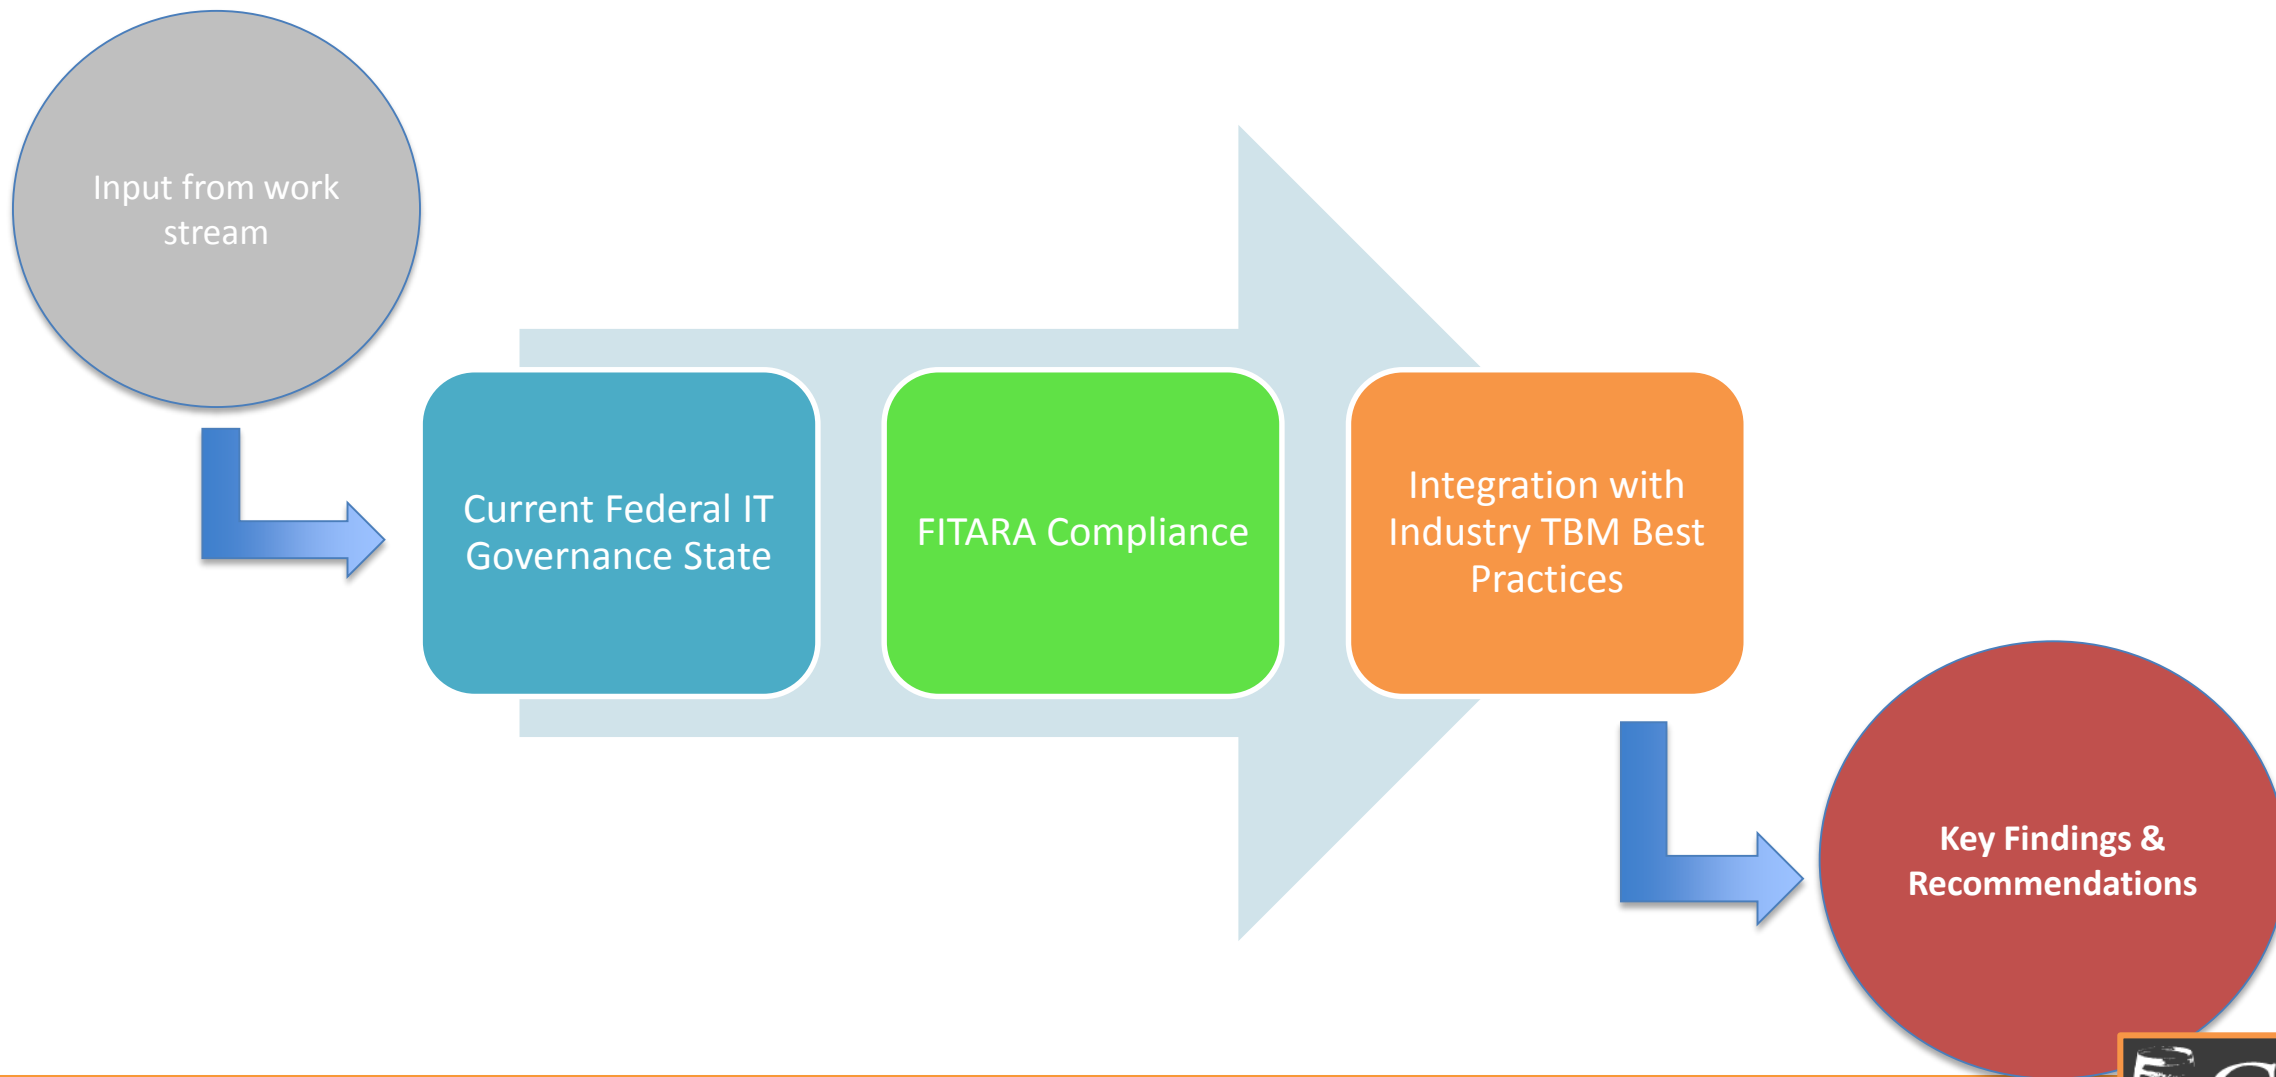 Input from work
stream
Current Federal IT
Governance State
FITARA Compliance
Integration with
Industry TBM Best
Practices
Key Findings &
Recommendations